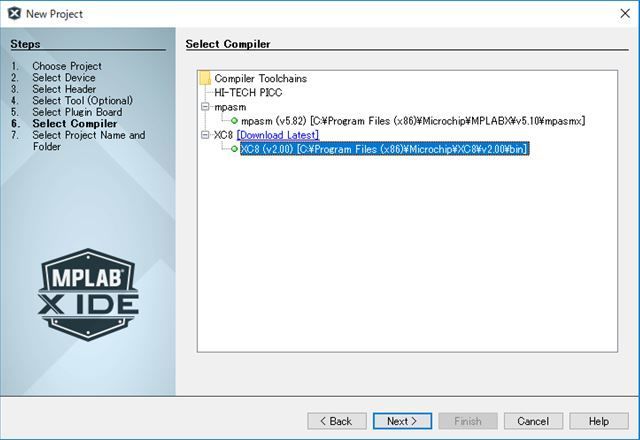 New Project
Steps
1. Choose Project
2. Select Device
3. Select Header
4. Select Tool (Optional)
5. Select Plugin Board
6. Select Compiler
7. Select Project Name and
Folder
MPLAB®
X IDE
Select Compiler
Compiler Toolchains
HI-TECH PICC
mpasm
mpasm (v5.82) [C:¥Program Files (x86)¥Microchip¥MPLABX¥v5.10¥mpasmx]
XC8 [Download Latest]
XC8 (v2.00) [C:¥Program Files (x86)¥Microchip¥XC8¥v2.00¥bin]
< Back
Next >
Finish
Cancel
Help